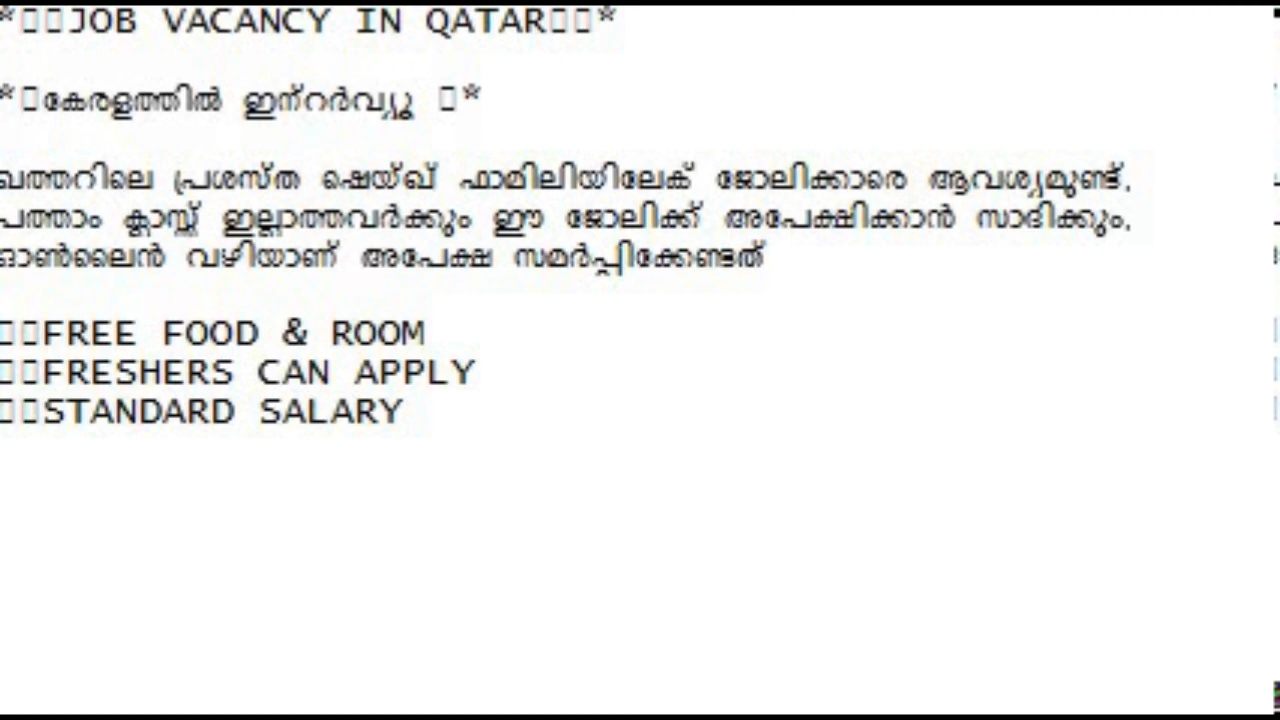 *▯▯JOB VACANCY IN QATAR▯▯*
*▯കേരളത്തിൽ ഇന്റർവ്യൂ ▯*
ഖത്തറിലെ പ്രശസ്ത ഷെയ്ഖ് ഫാമിലിയിലേക് ജോലിക്കാരെ ആവശ്യമുണ്ട്,
പത്താം ക്ലാസ്സ് ഇല്ലാത്തവർക്കും ഈ ജോലിക്ക് അപേക്ഷിക്കാൻ സാദിക്കും,
ഓൺലൈൻ വഴിയാണ് അപേക്ഷ സമർപ്പിക്കേണ്ടത്
▯▯FREE FOOD & ROOM
▯▯FRESHERS CAN APPLY
▯▯STANDARD SALARY